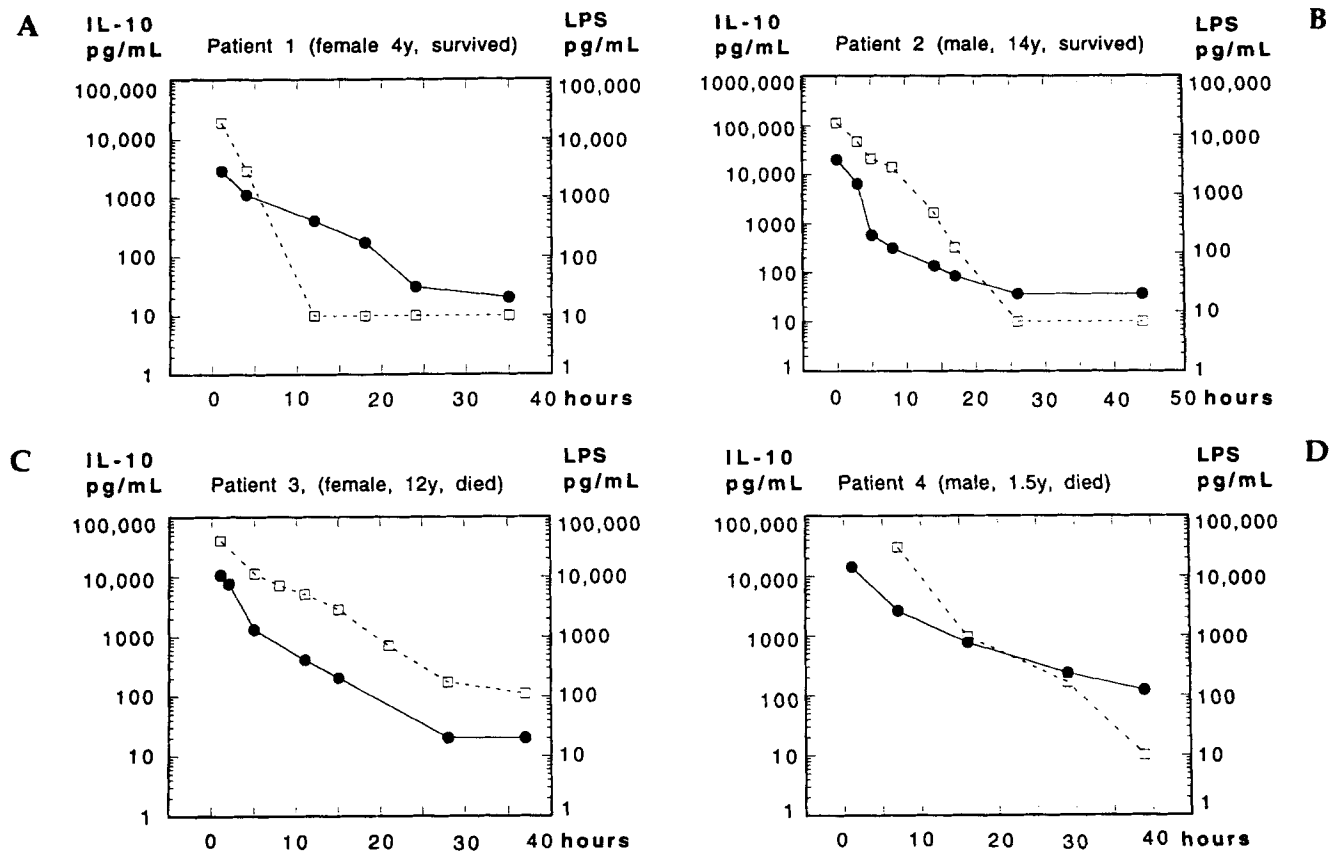 A
IL-10
pg/mL
Patient 1 (female 4y, survived)
LPS
pg/mL
100,000
10,000
1000
100
10
1
100,000
10,000
1000
100
10
1
0 10 20 30 40 hours
B
IL-10
pg/mL
Patient 2 (male, 14y, survived)
LPS
pg/mL
1000,000
100,000
10,000
1000
100
10
1
100,000
10,000
1000
100
10
1
0 10 20 30 40 50 hours
C
IL-10
pg/mL
Patient 3, (female, 12y, died)
LPS
pg/mL
100,000
10,000
1000
100
10
1
100,000
10,000
1000
100
10
1
0 10 20 30 40 hours
D
IL-10
pg/mL
Patient 4 (male, 1.5y, died)
LPS
pg/mL
100,000
10,000
1000
100
10
1
100,000
10,000
1000
100
10
1
0 10 20 30 40 hours